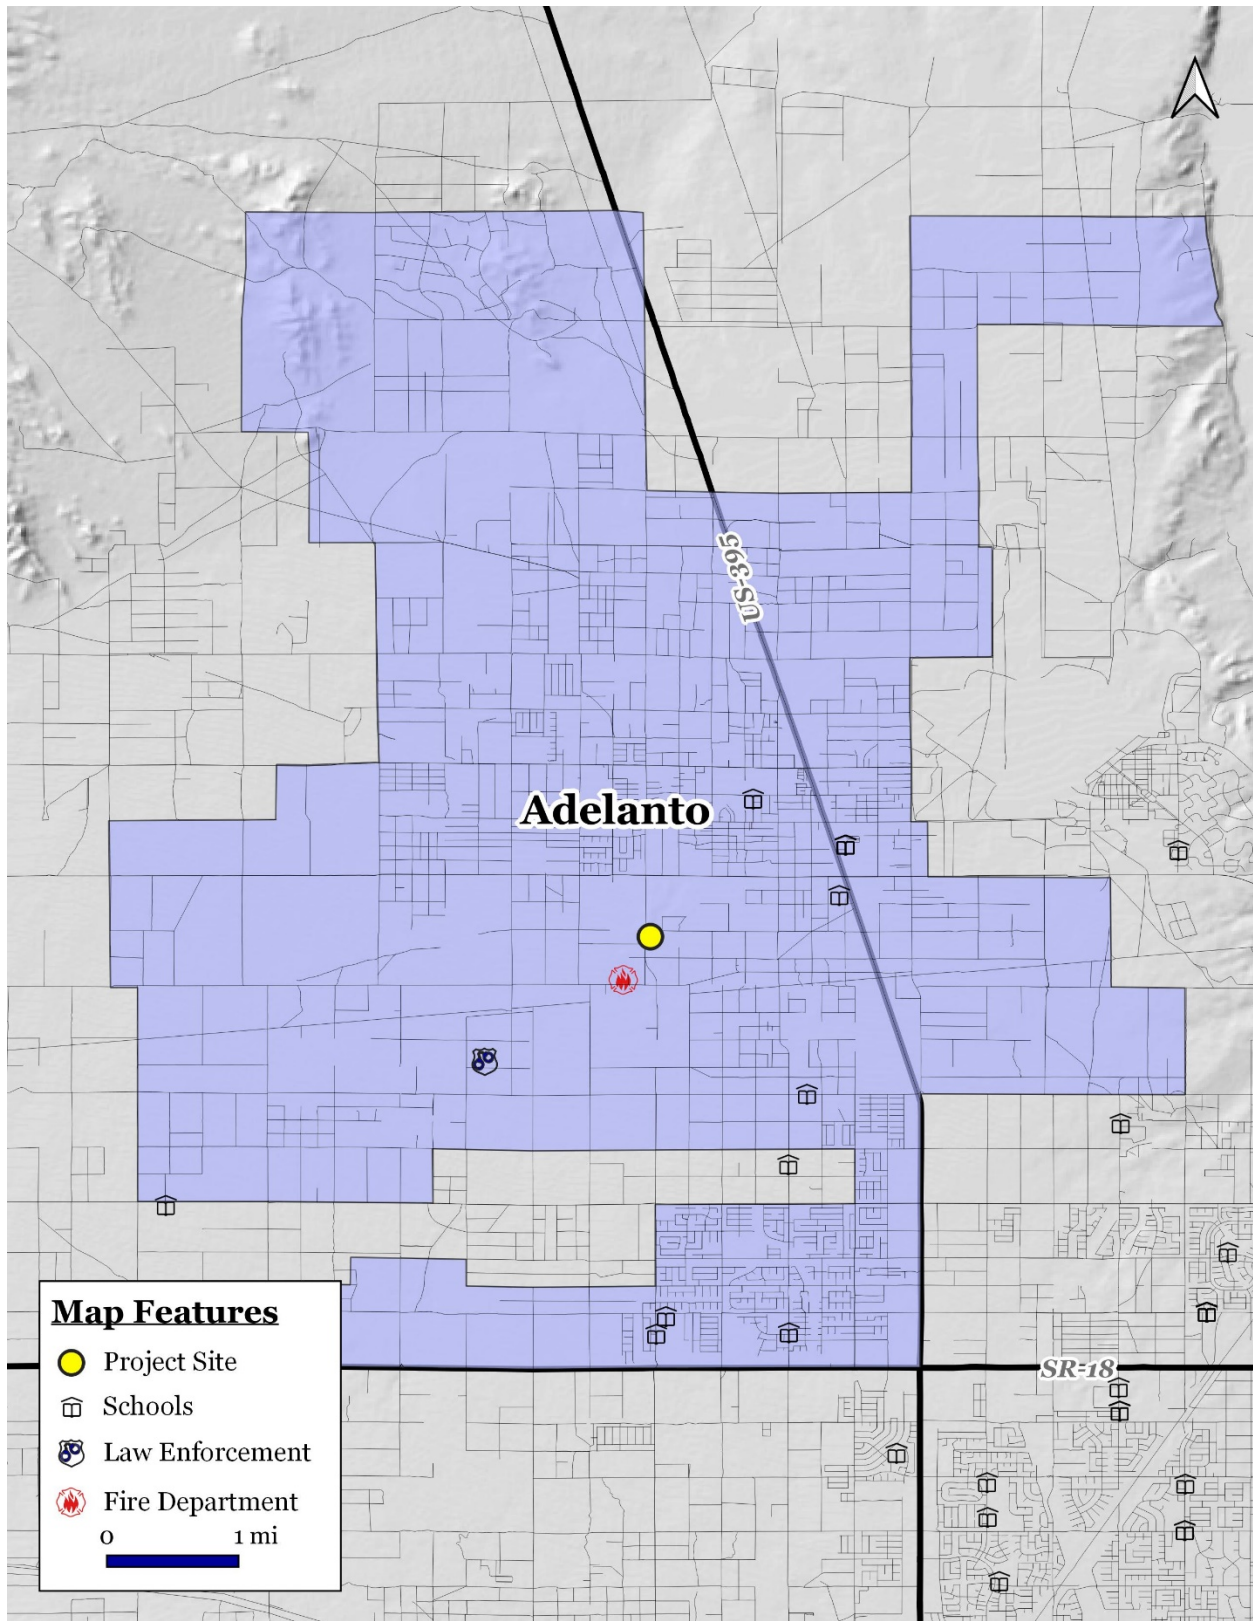 US-395
Adelanto
SR-18
Map Features
Project Site
Schools
Law Enforcement
Fire Department
0 1 mi